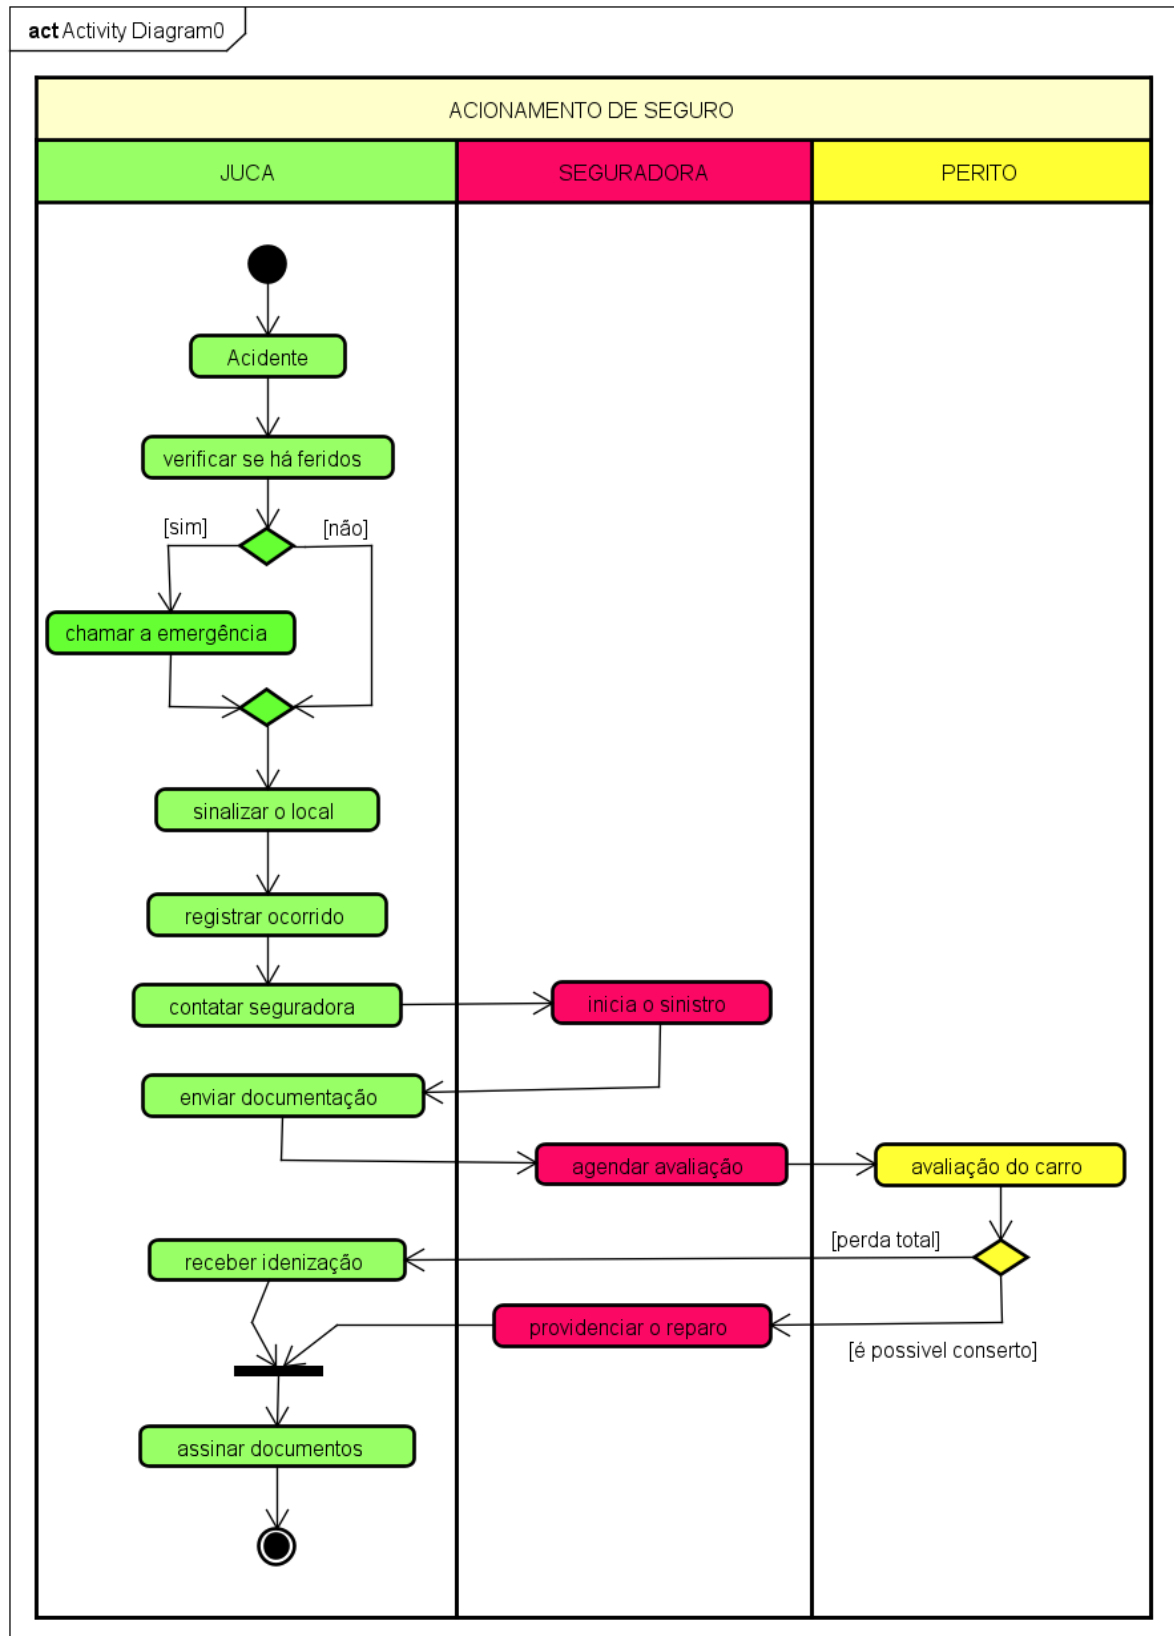 act Activity Diagram0
ACIONAMENTO DE SEGURO
JUCA
SEGURADORA
PERITO
Acidente
verificar se há feridos
[sim]
[não]
chamar a emergência
sinalizar o local
registrar ocorrido
contatar seguradora
inicia o sinistro
enviar documentação
agendar avaliação
avaliação do carro
[perda total]
receber idenização
providenciar o reparo
[é possivel conserto]
assinar documentos